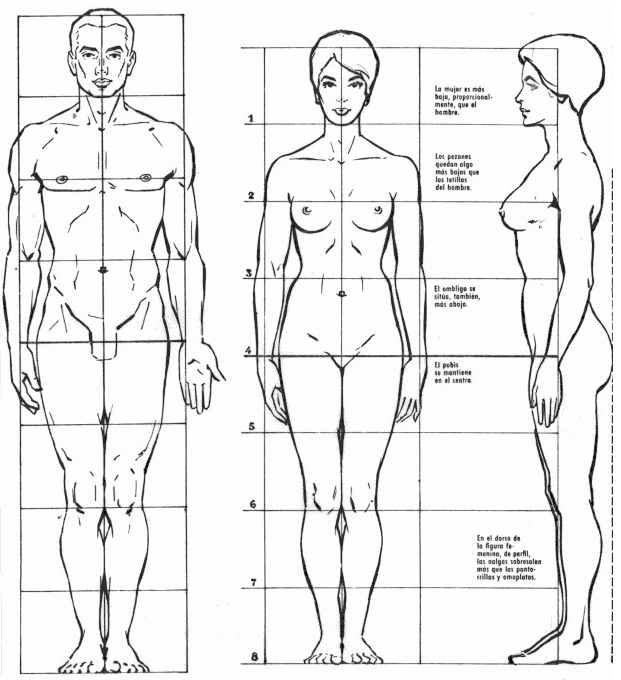 La mujer es más
baja, proporcional-
mente, que el
hombre.
1
Los pezones
quedan algo
más bajos que
las tetillas
del hombre.
2
3
El ombligo se
sitúa, también,
más abajo.
4
El pubis
se mantiene
en el centro.
5
6
En el dorso de
la figura fe-
menina, de perfil,
las nalgas sobresalen
más que las panto-
rrillas y omoplatos.
7
8